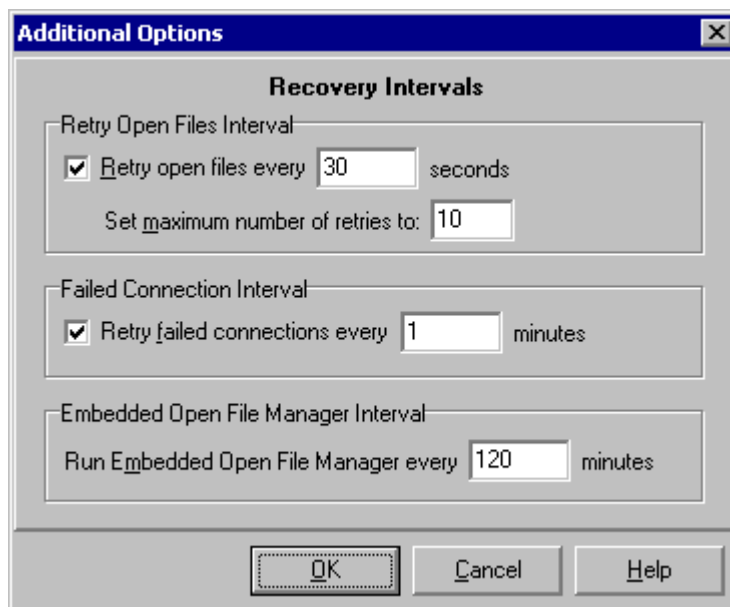 Additional Options
Recovery Intervals
Retry Open Files Interval
Retry open files every 30 seconds
Set maximum number of retries to: 10
Failed Connection Interval
Retry failed connections every 1 minutes
Embedded Open File Manager Interval
Run Embedded Open File Manager every 120 minutes
OK Cancel Help